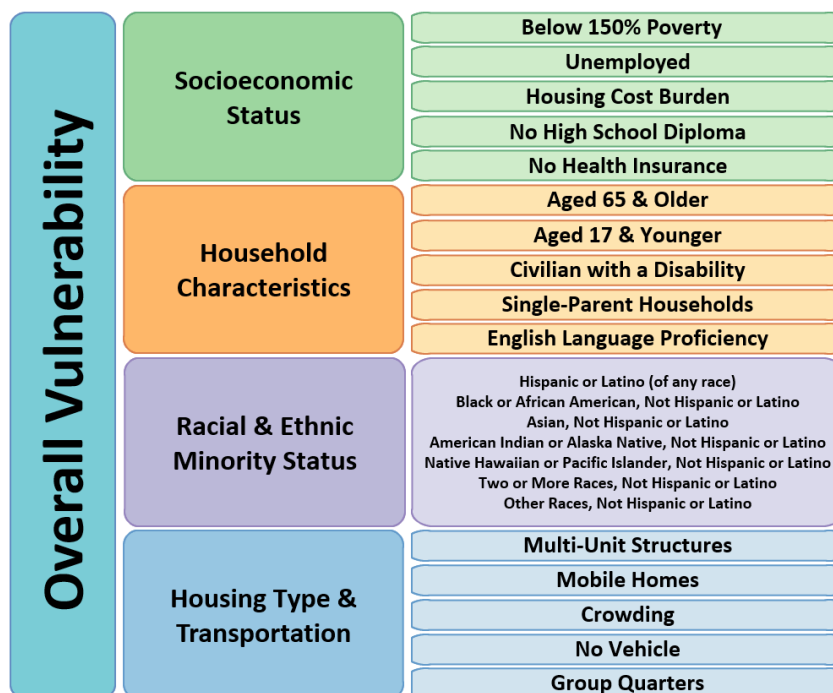 Overall Vulnerability
Socioeconomic
Status
Below 150% Poverty
Unemployed
Housing Cost Burden
No High School Diploma
No Health Insurance
Household
Characteristics
Aged 65 & Older
Aged 17 & Younger
Civilian with a Disability
Single-Parent Households
English Language Proficiency
Racial & Ethnic
Minority Status
Hispanic or Latino (of any race)
Black or African American, Not Hispanic or Latino
Asian, Not Hispanic or Latino
American Indian or Alaska Native, Not Hispanic or Latino
Native Hawaiian or Pacific Islander, Not Hispanic or Latino
Two or More Races, Not Hispanic or Latino
Other Races, Not Hispanic or Latino
Housing Type &
Transportation
Multi-Unit Structures
Mobile Homes
Crowding
No Vehicle
Group Quarters